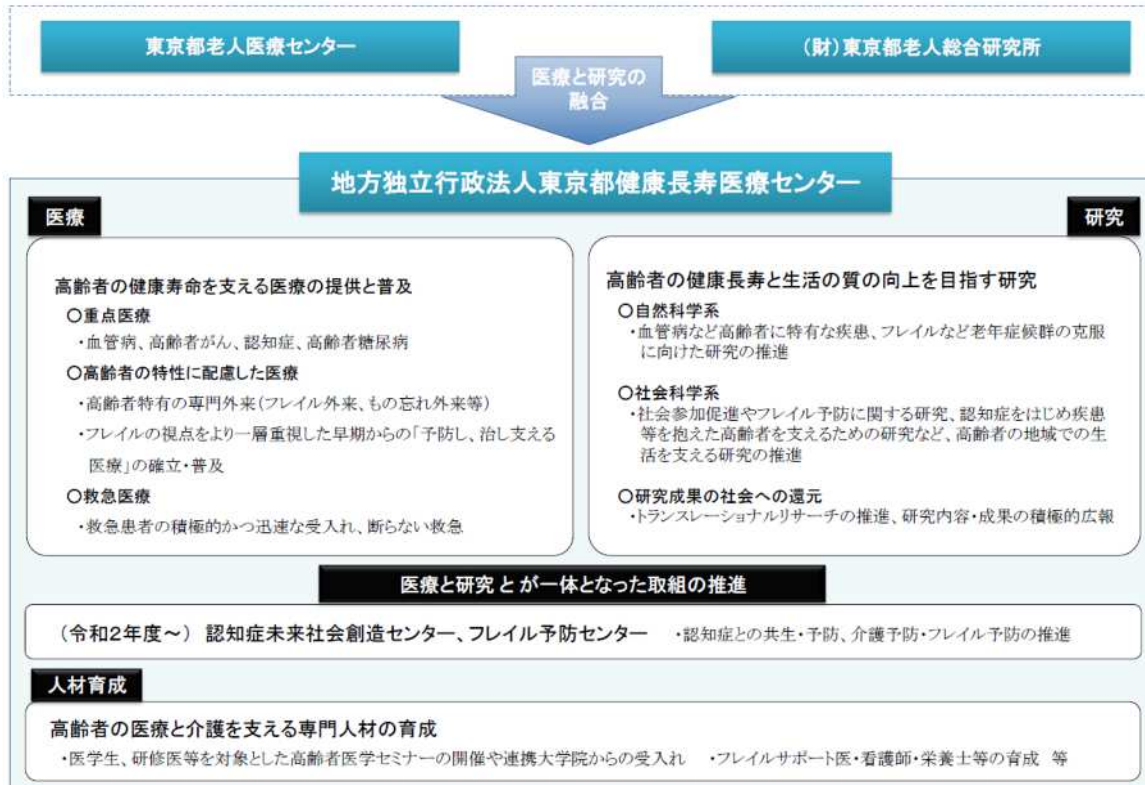 東京都老人医療センター
(財)東京都老人総合研究所
医療と研究の
融合
地方独立行政法人東京都健康長寿医療センター
医療
高齢者の健康寿命を支える医療の提供と普及
○重点医療
・血管病、高齢者がん、認知症、高齢者糖尿病
○高齢者の特性に配慮した医療
・高齢者特有の専門外来(フレイル外来、もの忘れ外来等)
・フレイルの視点をより一層重視した早期からの「予防し、治し支える
医療」の確立・普及
○救急医療
・救急患者の積極的かつ迅速な受入れ、断らない救急
研究
高齢者の健康長寿と生活の質の向上を目指す研究
○自然科学系
・血管病など高齢者に特有な疾患、フレイルなど老年症候群の克服
に向けた研究の推進
○社会科学系
・社会参加促進やフレイル予防に関する研究、認知症をはじめ疾患
等を抱えた高齢者を支えるための研究など、高齢者の地域での生
活を支える研究の推進
○研究成果の社会への還元
・トランスレーショナルリサーチの推進、研究内容・成果の積極的広報
医療と研究とが一体となった取組の推進
(令和2年度~) 認知症未来社会創造センター、フレイル予防センター ・認知症との共生・予防、介護予防・フレイル予防の推進
人材育成
高齢者の医療と介護を支える専門人材の育成
・医学生、研修医等を対象とした高齢者医学セミナーの開催や連携大学院からの受入れ ・フレイルサポート医・看護師・栄養士等の育成 等